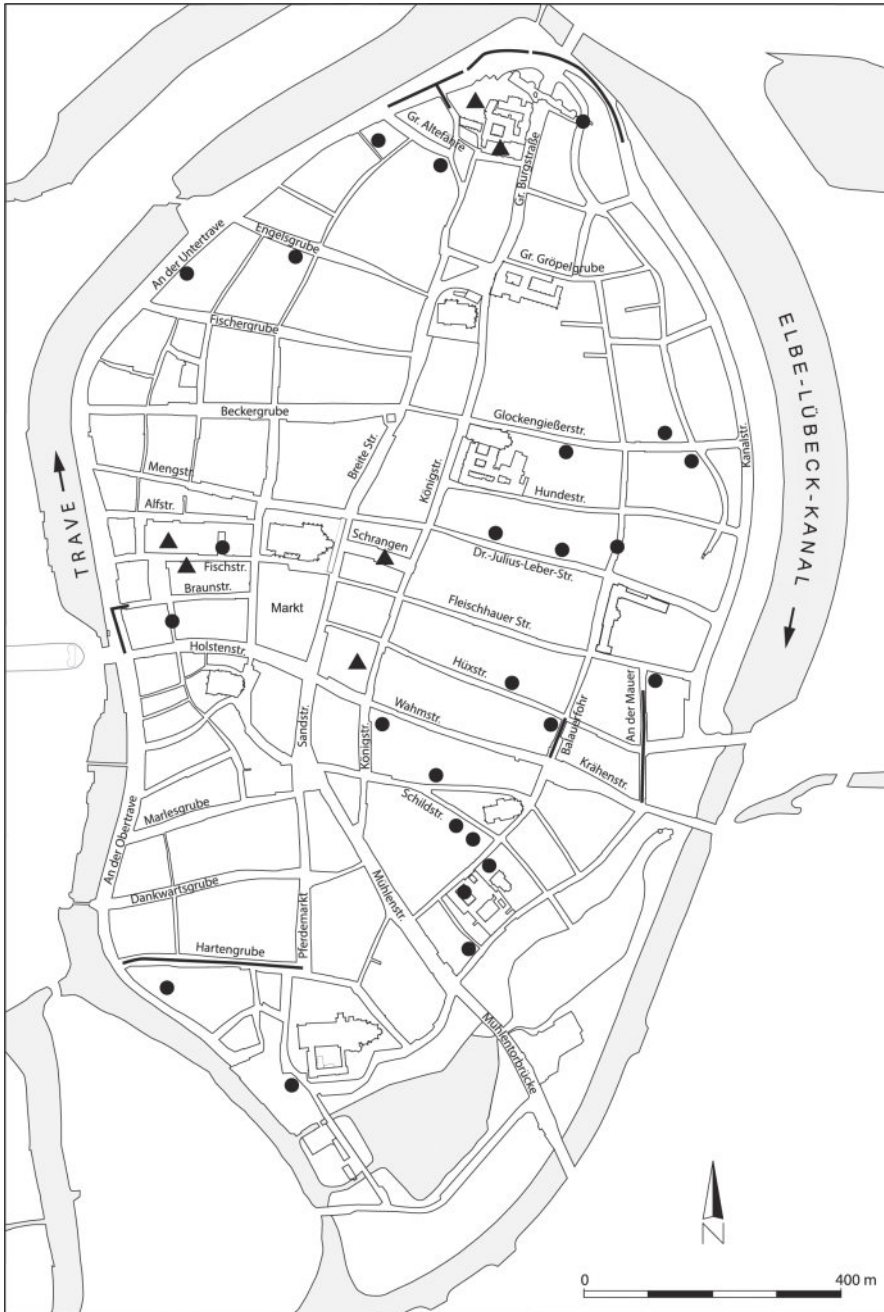 Gr. Altefähre
Gr. Burgstraße
An der Untertrave
Engelsgrube
Gr. Gröpelgrube
Fischergrube
ELBE-LÜBECK-KANAL
Beckergrube
Glockengießerstr.
Breite Str.
Königstr.
Kanalstr.
Mengstr.
Hundestr.
Alfstr.
TRAVE
Schrangen
Dr.-Julius-Leber-Str.
Fischstr.
Braunstr.
Markt
Fleischhauer Str.
Holstenstr.
Hüxstr.
An der Mauer
Wahmstr.
Balauerfohr
Sandstr.
Königstr.
Krähenstr.
Marlesgrube
Schildstr.
An der Obertrave
Dankwartsgrube
Mühlenstr.
Pferdemarkt
Hartengrube
Mühlentorbrücke
N
0 400 m